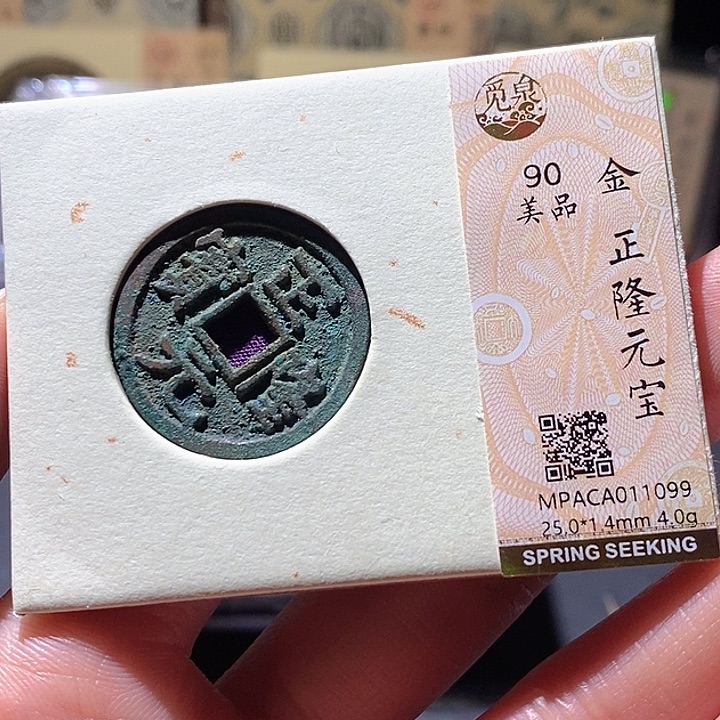 觅泉
90
美品
金
正隆元宝
MPACA011099
25.0*1.4mm 4.0g
SPRING SEEKING